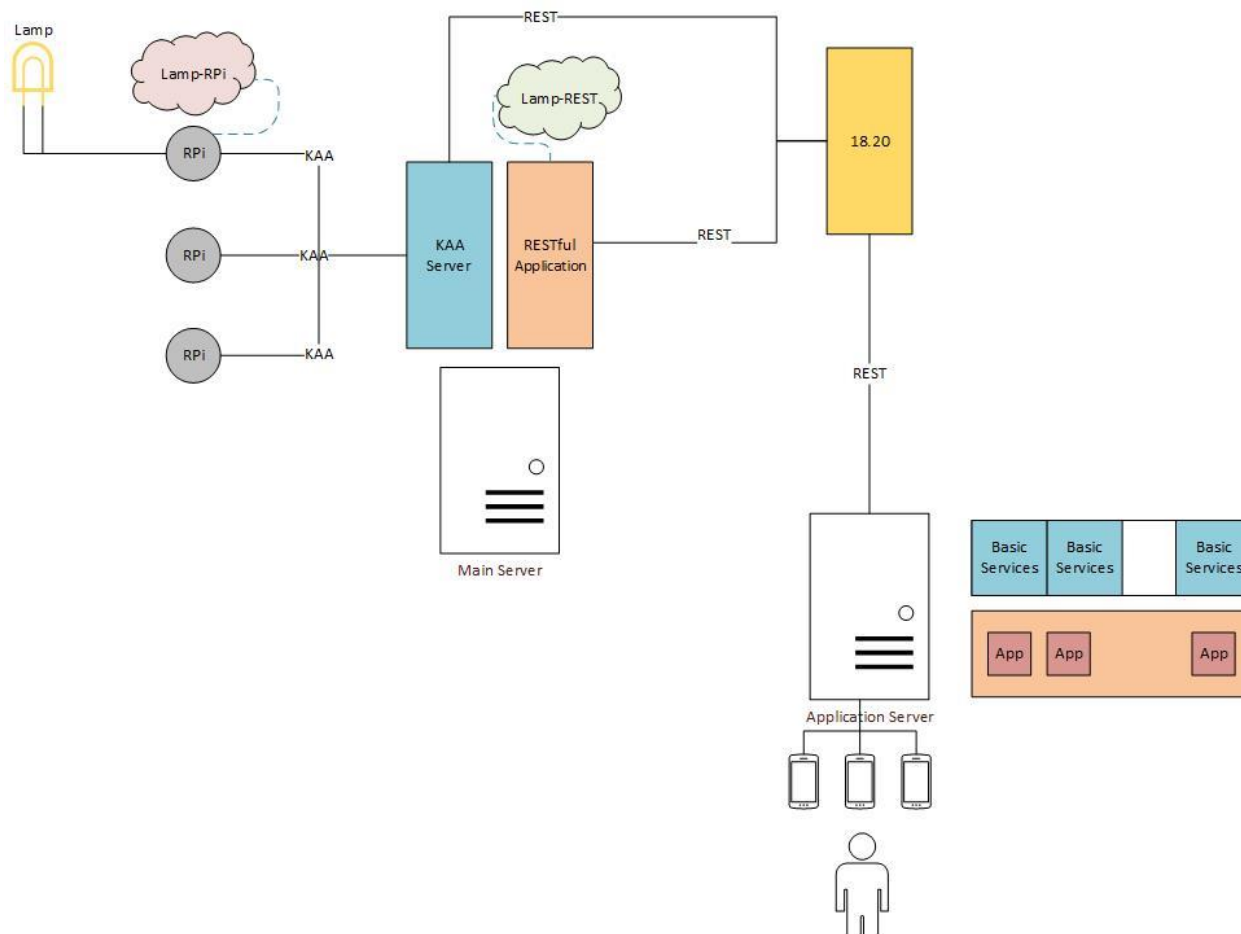 REST
Lamp
Lamp-RPi
Lamp-REST
RPi
KAA
18.20
REST
RPi
KAA
KAA
Server
RESTful
Application
RPi
KAA
REST
Main Server
Basic
Services
Basic
Services
Basic
Services
App
App
App
Application Server